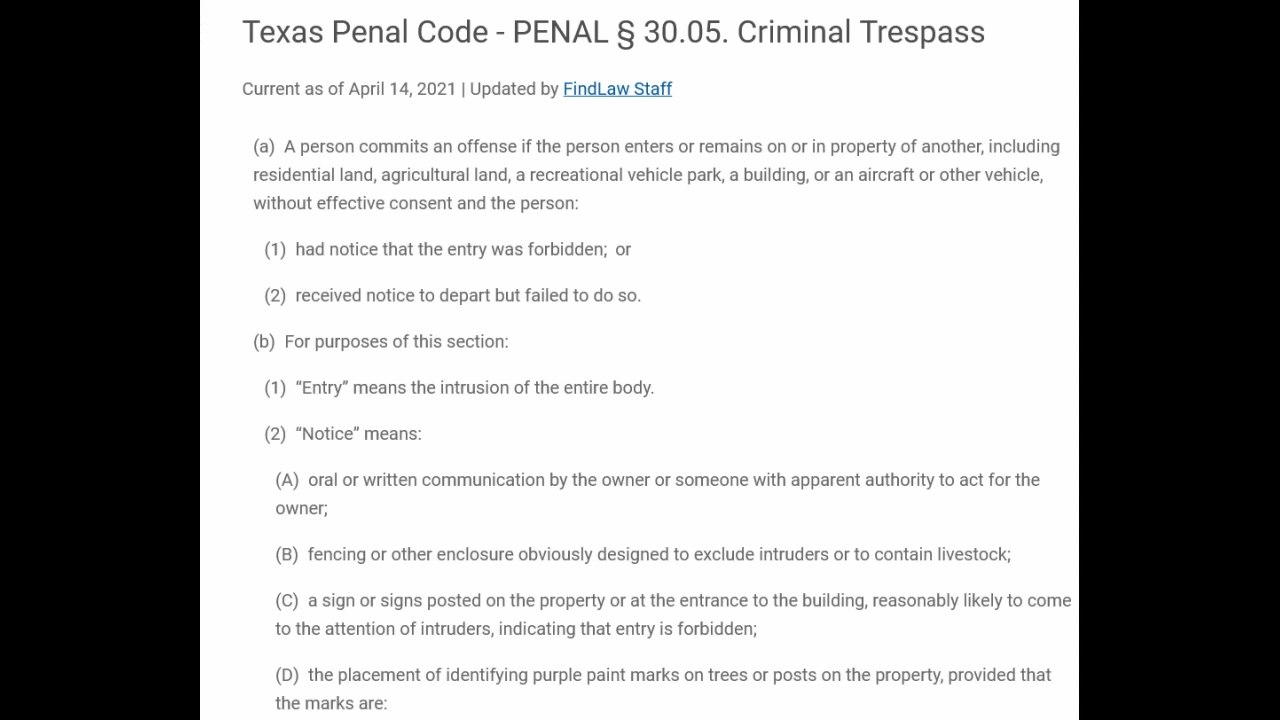 Texas Penal Code - PENAL § 30.05. Criminal Trespass
Current as of April 14, 2021 | Updated by FindLaw Staff
(a)  A person commits an offense if the person enters or remains on or in property of another, including
residential land, agricultural land, a recreational vehicle park, a building, or an aircraft or other vehicle,
without effective consent and the person:
(1)  had notice that the entry was forbidden;  or
(2)  received notice to depart but failed to do so.
(b)  For purposes of this section:
(1)  “Entry” means the intrusion of the entire body.
(2)  “Notice” means:
(A)  oral or written communication by the owner or someone with apparent authority to act for the
owner;
(B)  fencing or other enclosure obviously designed to exclude intruders or to contain livestock;
(C)  a sign or signs posted on the property or at the entrance to the building, reasonably likely to come
to the attention of intruders, indicating that entry is forbidden;
(D)  the placement of identifying purple paint marks on trees or posts on the property, provided that
the marks are: